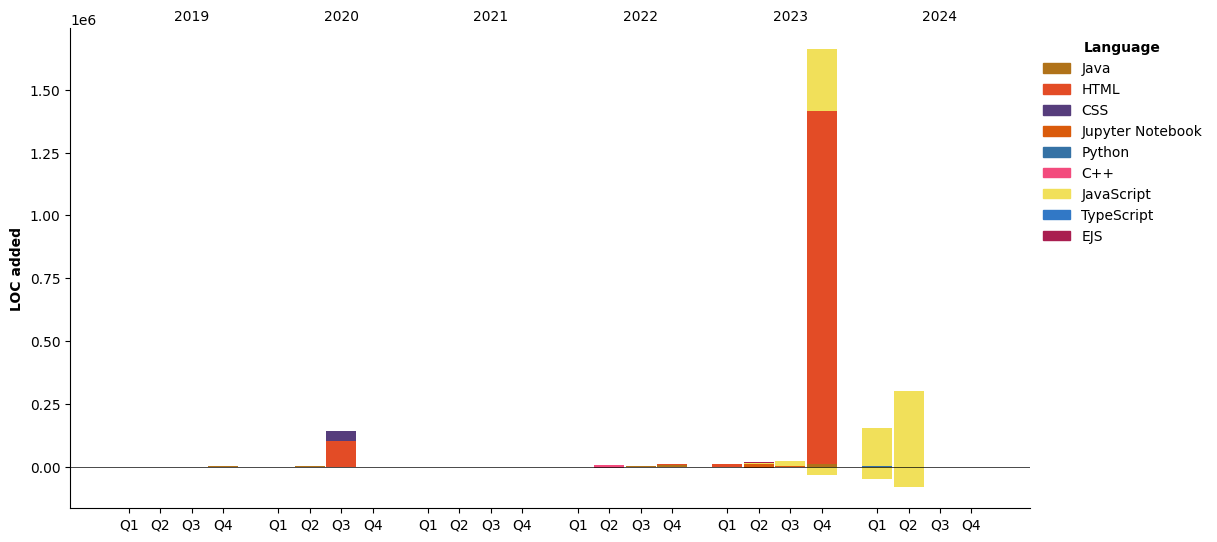 1e6
2019 2020 2021 2022 2023 2024
LOC added
1.50
1.25
1.00
0.75
0.50
0.25
0.00
Q1 Q2 Q3 Q4 Q1 Q2 Q3 Q4 Q1 Q2 Q3 Q4 Q1 Q2 Q3 Q4 Q1 Q2 Q3 Q4 Q1 Q2 Q3 Q4
Language
Java
HTML
CSS
Jupyter Notebook
Python
C++
JavaScript
TypeScript
EJS